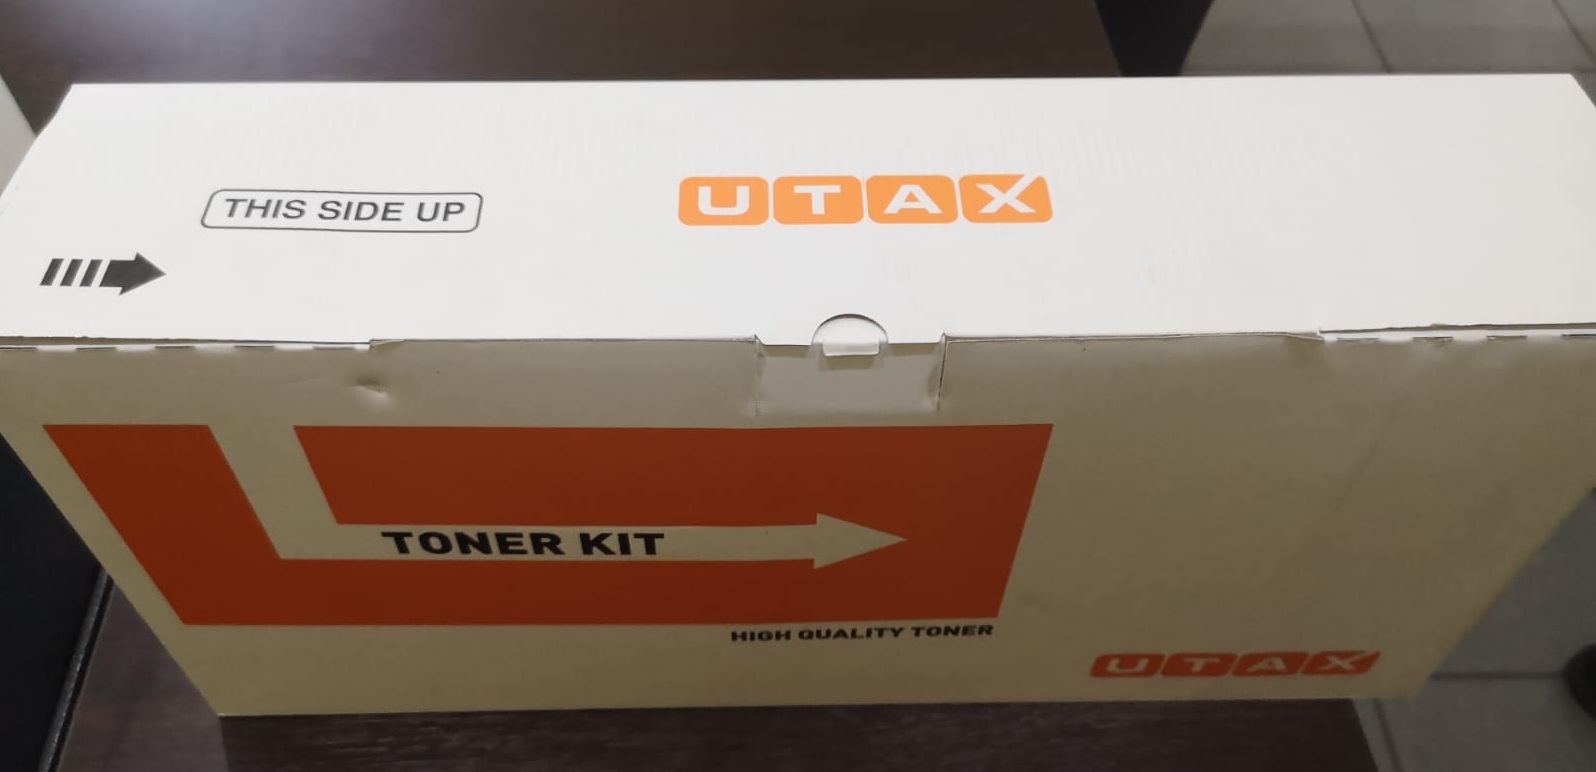 THIS SIDE UP
UTAX
TONER KIT
HIGH QUALITY TONER
UTAX